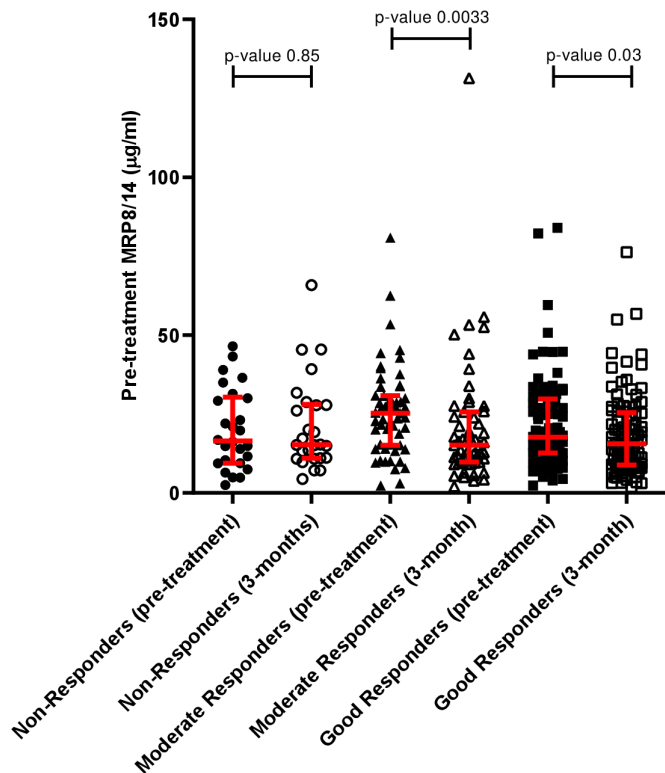 p-value 0.0033
p-value 0.85
p-value 0.03
Pre-treatment MRP8/14 (μg/ml)
150
100
50
0
Non-Responders (pre-treatment)
Non-Responders (3-months)
Moderate Responders (pre-treatment)
Moderate Responders (3-month)
Good Responders (pre-treatment)
Good Responders (3-month)